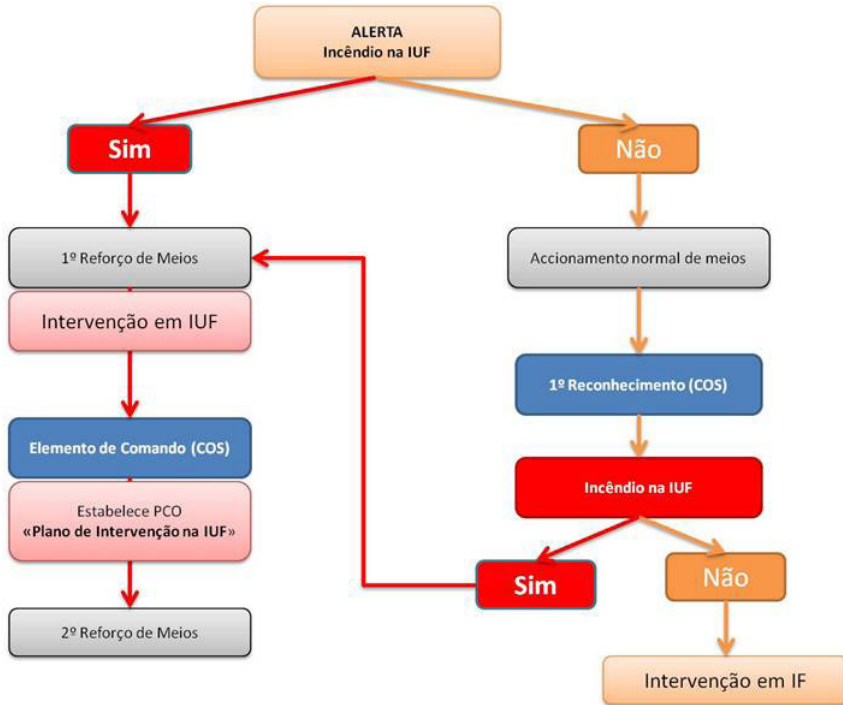 ALERTA
Incêndio na IUF
Sim
Não
1º Reforço de Meios
Accionamento normal de meios
Intervenção em IUF
1º Reconhecimento (COS)
Elemento de Comando (COS)
Incêndio na IUF
Estabelece PCO
«Plano de Intervenção na IUF»
Sim
Não
2º Reforço de Meios
Intervenção em IF